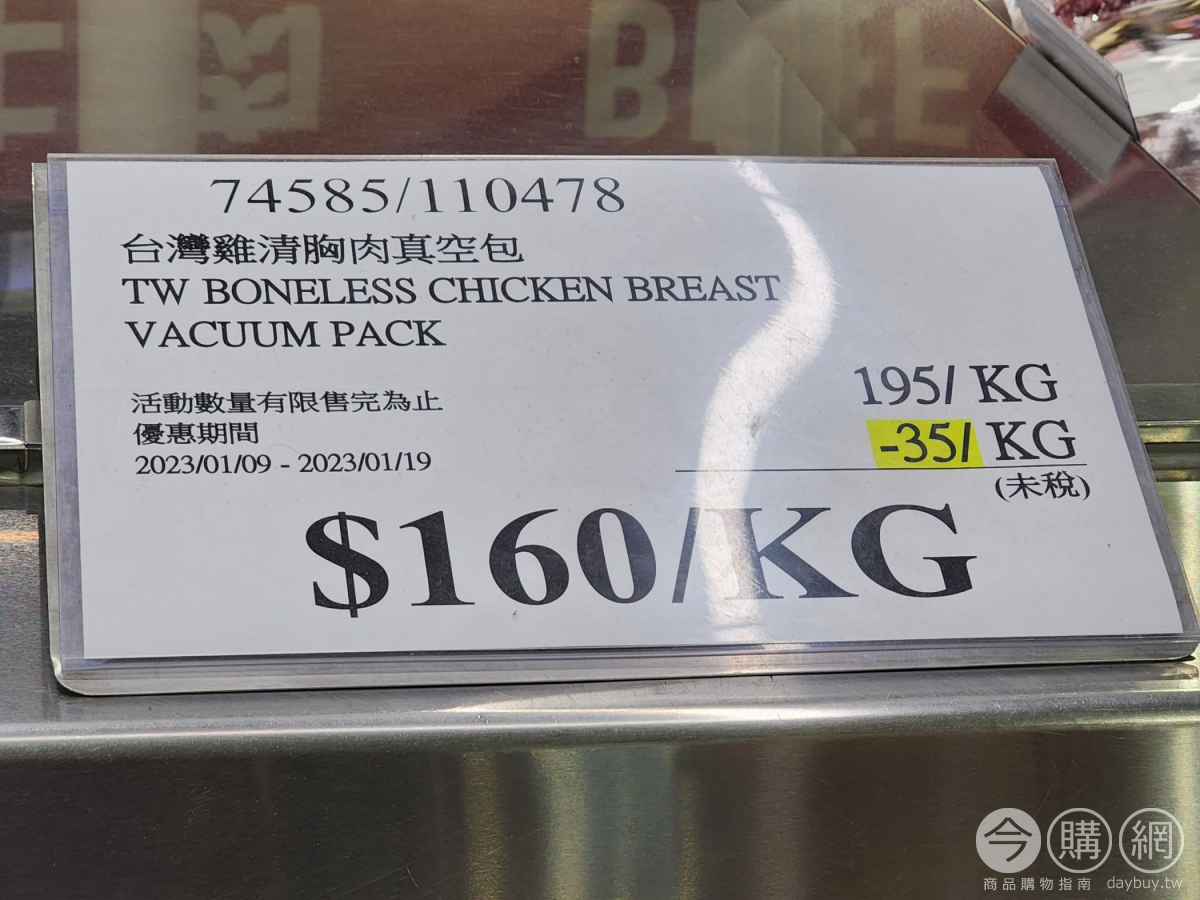 74585/110478
台灣雞清胸肉真空包
TW BONELESS CHICKEN BREAST
VACUUM PACK
195/ KG
活動數量有限售完為止
-35/ KG
優惠期間
2023/01/09 - 2023/01/19
(未稅)
$160/KG
今購網
商品購物指南 daybuy.tw